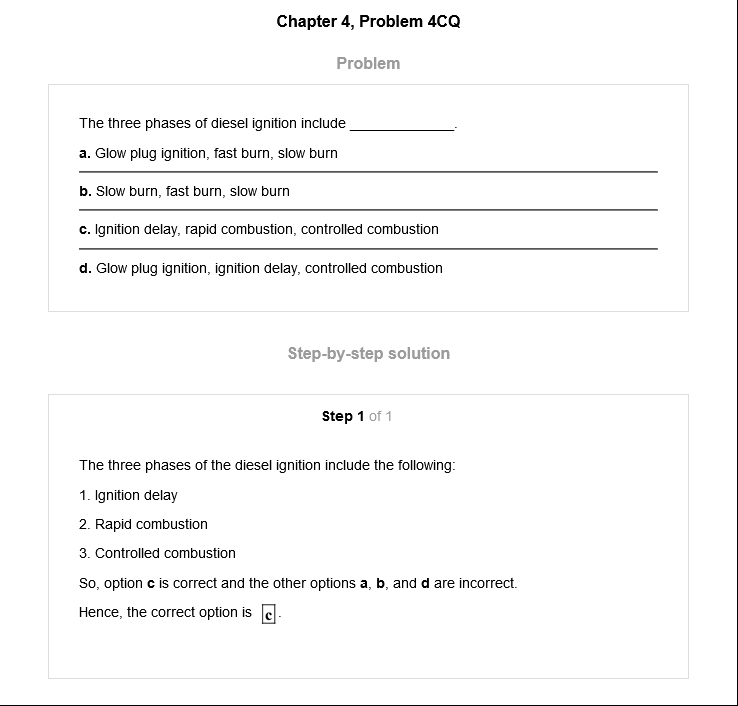 Chapter 4, Problem 4CQ
Problem
The three phases of diesel ignition include _____________.
a. Glow plug ignition, fast burn, slow burn
b. Slow burn, fast burn, slow burn
c. Ignition delay, rapid combustion, controlled combustion
d. Glow plug ignition, ignition delay, controlled combustion
Step-by-step solution
Step 1 of 1
The three phases of the diesel ignition include the following:
1. Ignition delay
2. Rapid combustion
3. Controlled combustion
So, option c is correct and the other options a, b, and d are incorrect.
Hence, the correct option is c.